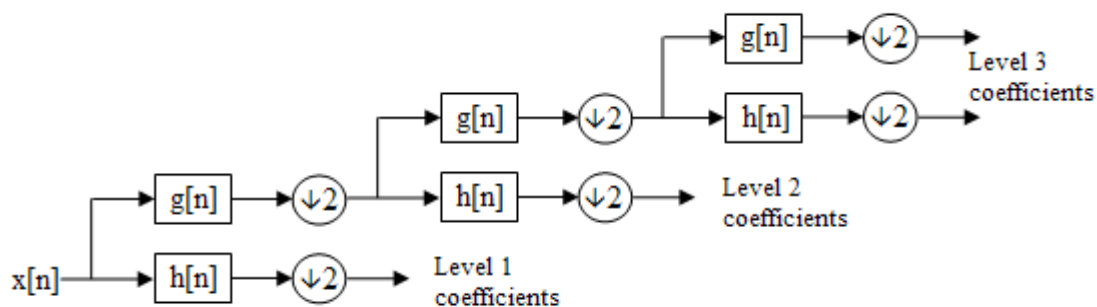 g[n]
↓2
Level 3
coefficients
g[n]
↓2
h[n]
↓2
g[n]
↓2
h[n]
↓2
Level 2
coefficients
x[n]
h[n]
↓2
Level 1
coefficients